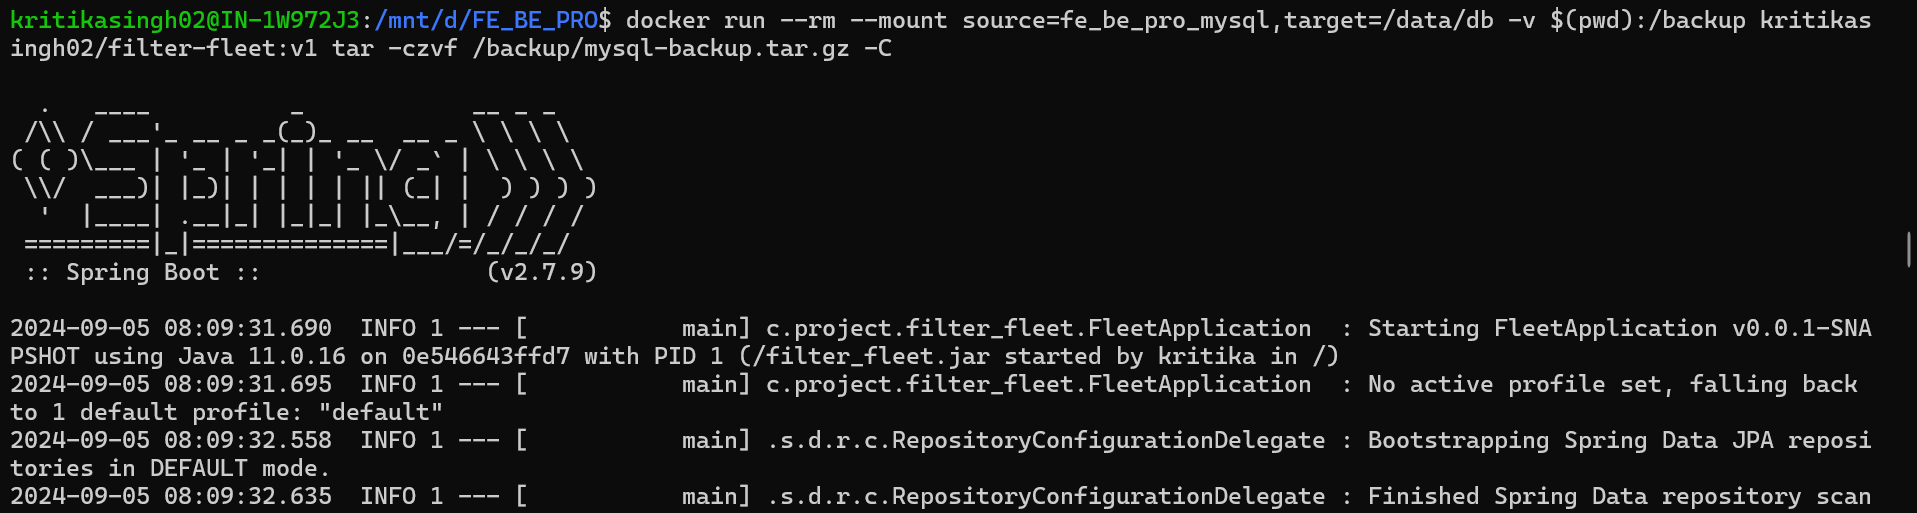 kritikasingh02@IN-1W972J3:/mnt/d/FE_BE_PRO$ docker run --rm --mount source=fe_be_pro_mysql,target=/data/db -v $(pwd):/backup kritikas
ingh02/filter-fleet:v1 tar -czvf /backup/mysql-backup.tar.gz -C

  .   ____          _            __ _ _
 /\\ / ___'_ __ _ _(_)_ __  __ _ \ \ \ \
( ( )\___ | '_ | '_| | '_ \/ _` | \ \ \ \
 \\/  ___)| |_)| | | | | || (_| |  ) ) ) )
  '  |____| .__|_| |_|_| |_\__, | / / / /
 =========|_|==============|___/=/_/_/_/
 :: Spring Boot ::                (v2.7.9)

2024-09-05 08:09:31.690  INFO 1 --- [           main] c.project.filter_fleet.FleetApplication  : Starting FleetApplication v0.0.1-SNA
PSHOT using Java 11.0.16 on 0e546643ffd7 with PID 1 (/filter_fleet.jar started by kritika in /)
2024-09-05 08:09:31.695  INFO 1 --- [           main] c.project.filter_fleet.FleetApplication  : No active profile set, falling back
to 1 default profile: "default"
2024-09-05 08:09:32.558  INFO 1 --- [           main] .s.d.r.c.RepositoryConfigurationDelegate : Bootstrapping Spring Data JPA reposi
tories in DEFAULT mode.
2024-09-05 08:09:32.635  INFO 1 --- [           main] .s.d.r.c.RepositoryConfigurationDelegate : Finished Spring Data repository scan